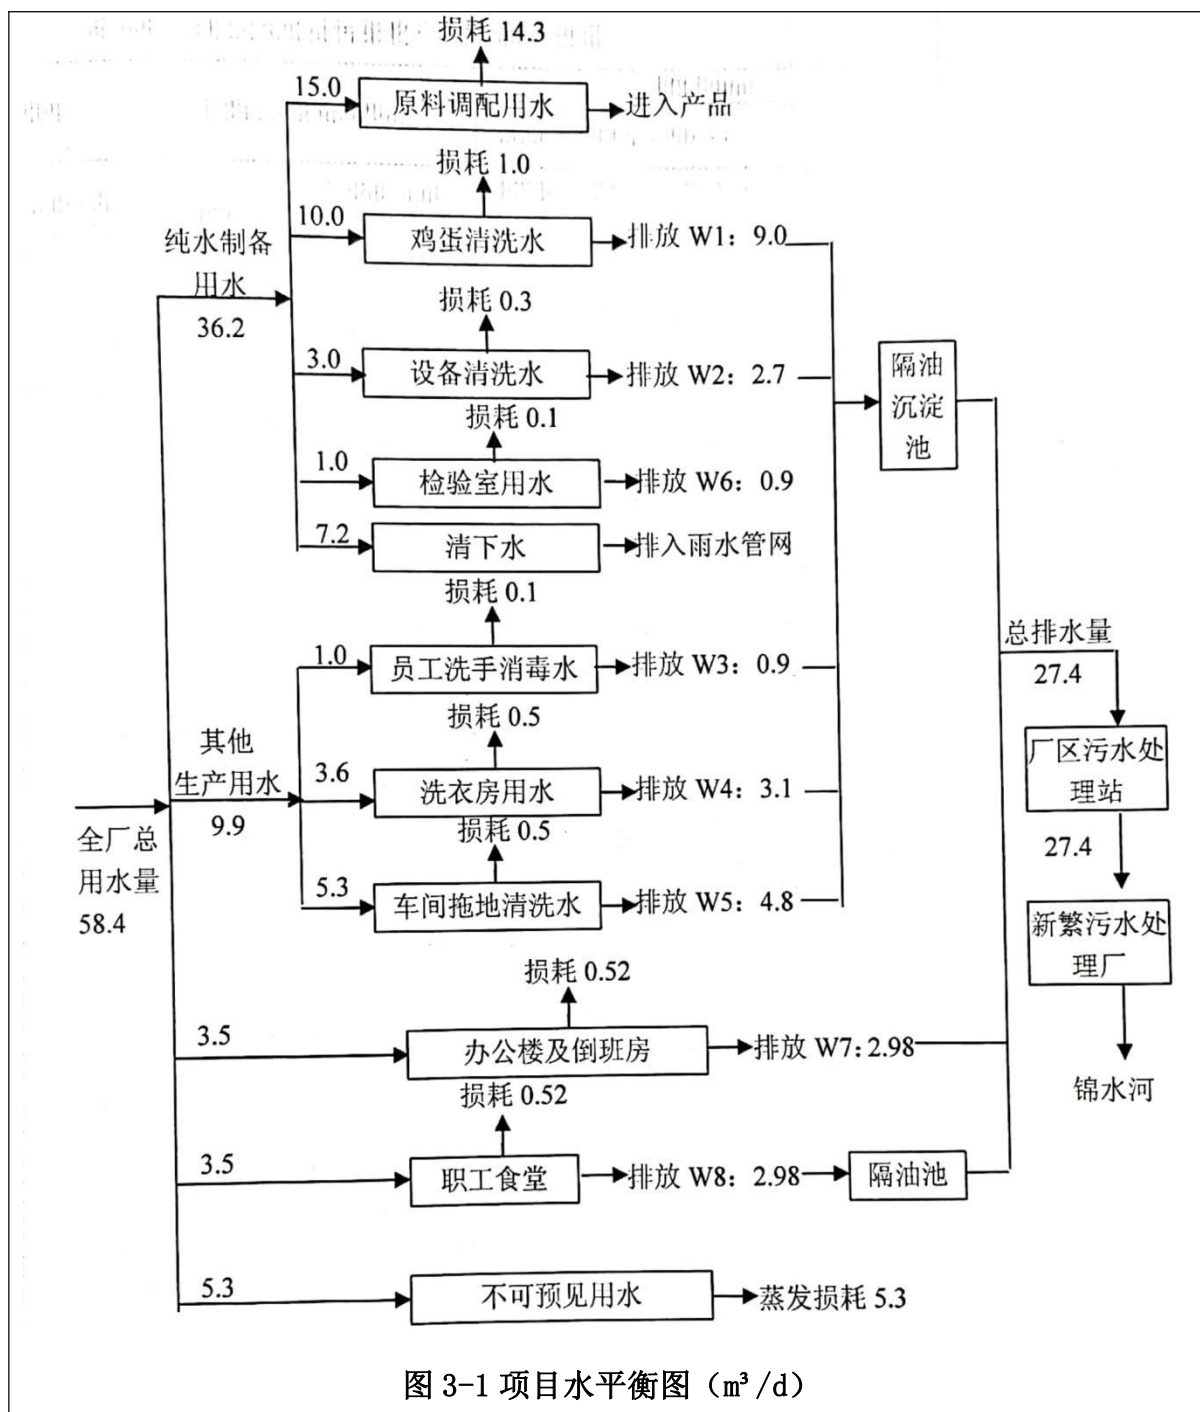 损耗 14.3
15.0
原料调配用水
进入产品
损耗 1.0
10.0
鸡蛋清洗水
排放 W1：9.0
纯水制备
用水
36.2
损耗 0.3
3.0
设备清洗水
排放 W2：2.7
隔油
沉淀
池
损耗 0.1
1.0
检验室用水
排放 W6：0.9
7.2
清下水
排入雨水管网
损耗 0.1
1.0
员工洗手消毒水
排放 W3：0.9
总排水量
27.4
损耗 0.5
其他
生产用水
9.9
3.6
洗衣房用水
排放 W4：3.1
厂区污水处
理站
27.4
全厂总
用水量
58.4
损耗 0.5
5.3
车间拖地清洗水
排放 W5：4.8
新繁污水处
理厂
损耗 0.52
3.5
办公楼及倒班房
排放 W7:2.98
锦水河
损耗 0.52
3.5
职工食堂
排放 W8：2.98
隔油池
5.3
不可预见用水
蒸发损耗 5.3
图 3-1 项目水平衡图（m³/d）